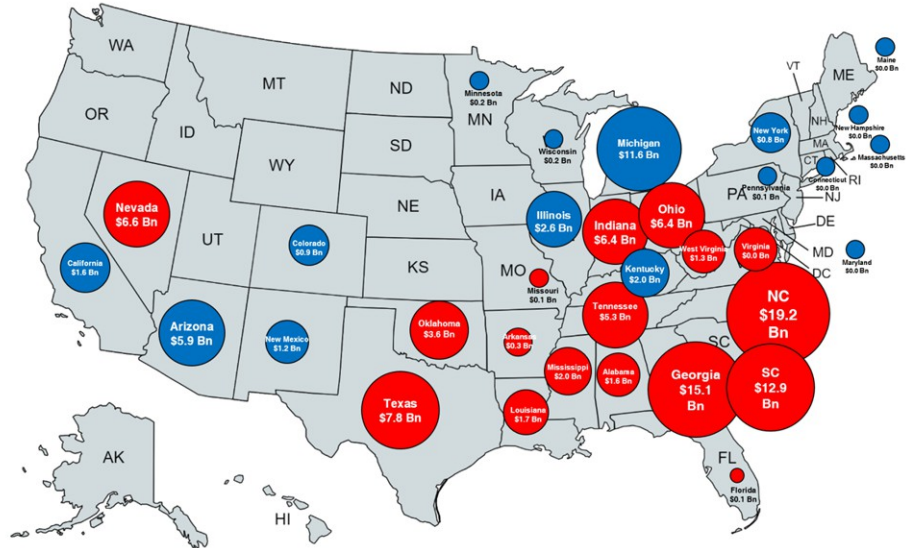 WA
MT
ND
MN
Minnesota
$0.2 Bn
VT
ME
Maine
$0.0 Bn
OR
ID
SD
Wisconsin
$0.2 Bn
Michigan
$11.6 Bn
New York
$0.8 Bn
NH
New Hampshire
$0.0 Bn
MA
Massachusetts
$0.0 Bn
CT
Connecticut
$0.0 Bn
RI
WY
IA
NE
Pennsylvania
$0.1 Bn
PA
NJ
Nevada
$6.6 Bn
UT
Colorado
$0.9 Bn
KS
MO
Missouri
$0.1 Bn
Illinois
$2.6 Bn
Indiana
$6.4 Bn
Ohio
$6.4 Bn
West Virginia
$1.3 Bn
Virginia
$0.0 Bn
DE
MD
DC
Maryland
$0.0 Bn
California
$1.6 Bn
Kentucky
$2.0 Bn
Arizona
$5.9 Bn
New Mexico
$1.2 Bn
Oklahoma
$3.6 Bn
Arkansas
$0.3 Bn
Tennessee
$5.3 Bn
NC
$19.2
Bn
SC
Texas
$7.8 Bn
Louisiana
$1.7 Bn
Mississippi
$2.0 Bn
Alabama
$1.6 Bn
Georgia
$15.1
Bn
SC
$12.9
Bn
FL
Florida
$0.1 Bn
AK
HI